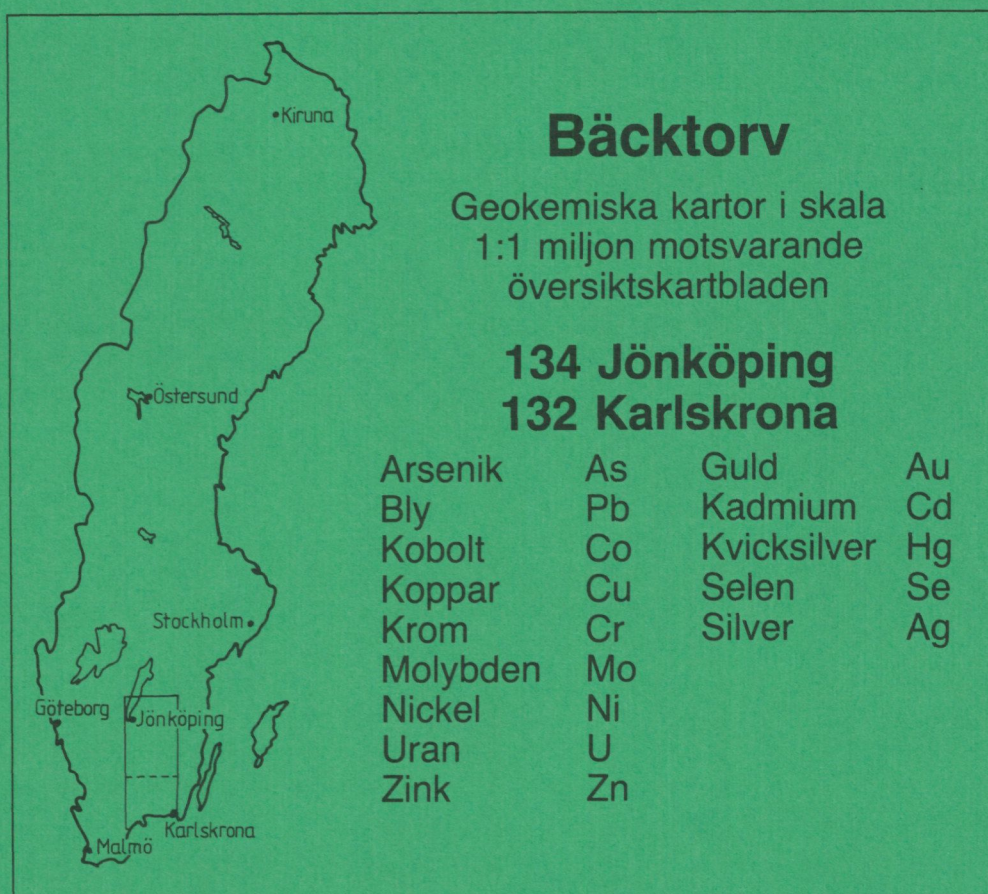 Kiruna
Östersund
Stockholm
Göteborg
Jönköping
Karlskrona
Malmö
Bäcktorv
Geokemiska kartor i skala
1:1 miljon motsvarande
översiktskartbladen
134 Jönköping
132 Karlskrona
Arsenik As Guld Au
Bly Pb Kadmium Cd
Kobolt Co Kvicksilver Hg
Koppar Cu Selen Se
Krom Cr Silver Ag
Molybden Mo
Nickel Ni
Uran U
Zink Zn